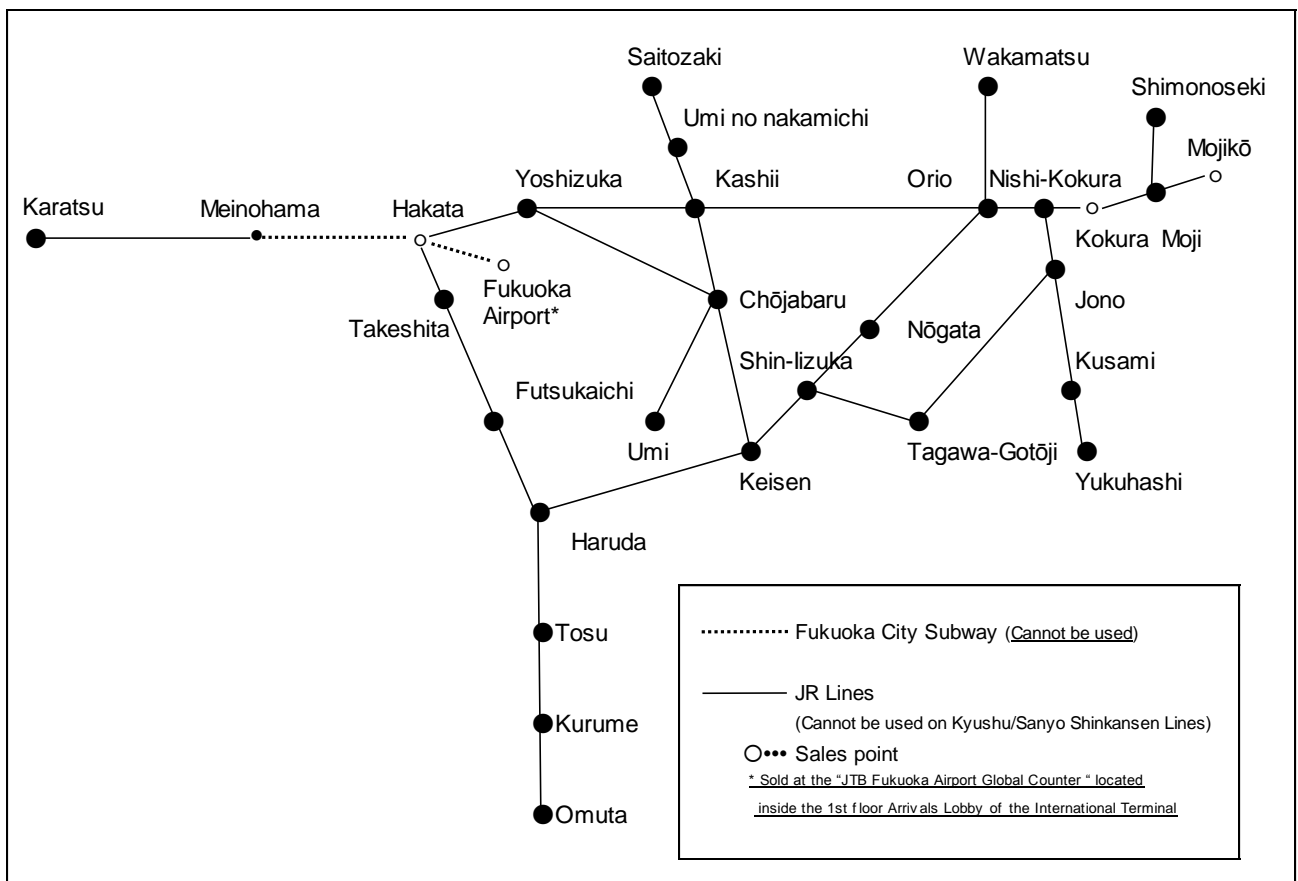 Saitozaki
Wakamatsu
Shimonoseki
Umi no nakamichi
Mojikō
Yoshizuka
Kashii
Orio
Nishi-Kokura
Karatsu
Meinohama
Hakata
Kokura Moji
Fukuoka
Airport*
Chōjabaru
Jono
Takeshita
Nōgata
Shin-Iizuka
Kusami
Futsukaichi
Umi
Keisen
Tagawa-Gotōji
Yukuhashi
Haruda
Tosu
Kurume
Omuta
Fukuoka City Subway (Cannot be used)
JR Lines
(Cannot be used on Kyushu/Sanyo Shinkansen Lines)
○••• Sales point
* Sold at the “JTB Fukuoka Airport Global Counter “ located
inside the 1st floor Arrivals Lobby of the International Terminal